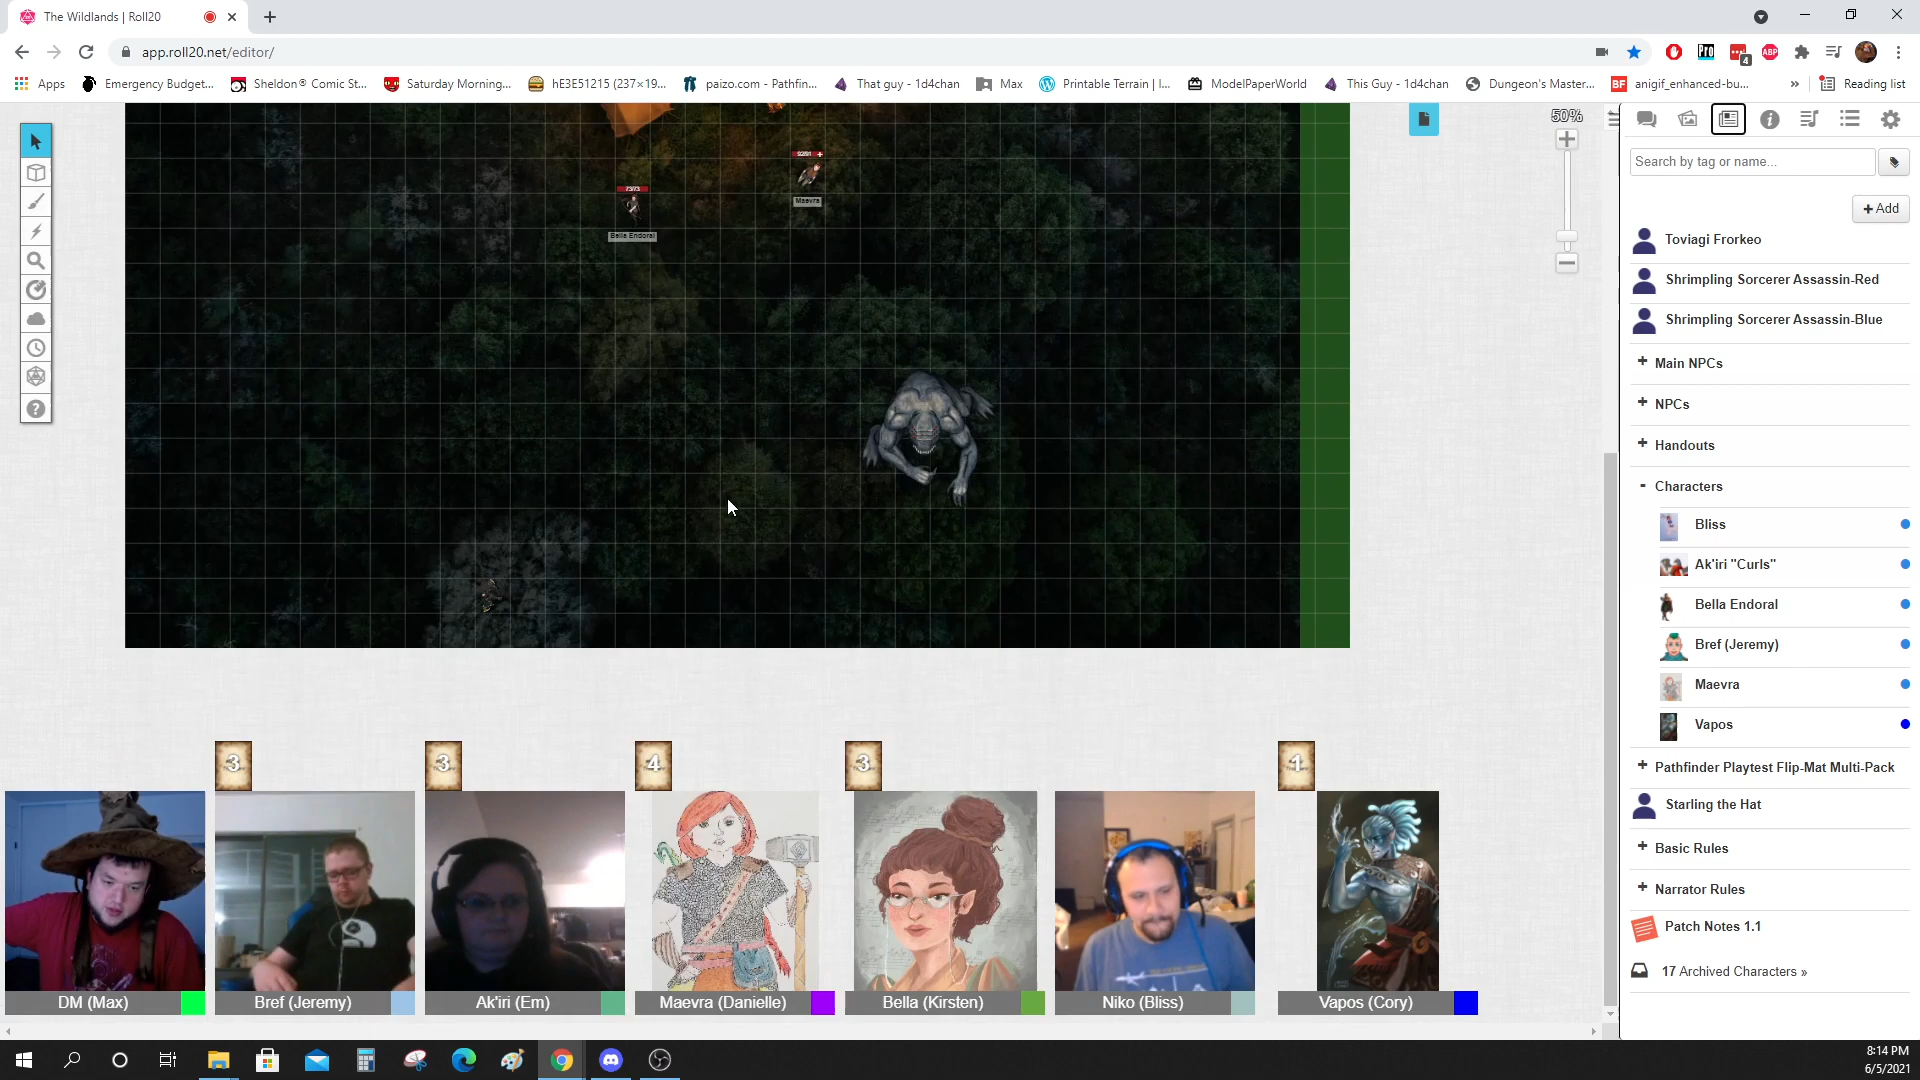 The Wildlands | Roll20
app.roll20.net/editor/
4
ABP
Apps
Emergency Budget...
Sheldon® Comic St...
Saturday Morning...
hE3E51215 (237×19...
paizo.com - Pathfin...
That guy - 1d4chan
Max
Printable Terrain | I...
ModelPaperWorld
This Guy - 1d4chan
Dungeon's Master...
BF
anigif_enhanced-bu...
»
Reading list
50%
Search by tag or name...
+ Add
73/73
Bella Endoral
Maevra
Toviagi Frorkeo
Shrimpling Sorcerer Assassin-Red
Shrimpling Sorcerer Assassin-Blue
+ Main NPCs
+ NPCs
+ Handouts
- Characters
Bliss
Ak'iri "Curls"
Bella Endoral
Bref (Jeremy)
Maevra
Vapos
+ Pathfinder Playtest Flip-Mat Multi-Pack
Starling the Hat
+ Basic Rules
+ Narrator Rules
Patch Notes 1.1
17 Archived Characters »
3
3
4
3
1
DM (Max)
Bref (Jeremy)
Ak'iri (Em)
Maevra (Danielle)
Bella (Kirsten)
Niko (Bliss)
Vapos (Cory)
8:14 PM
6/5/2021